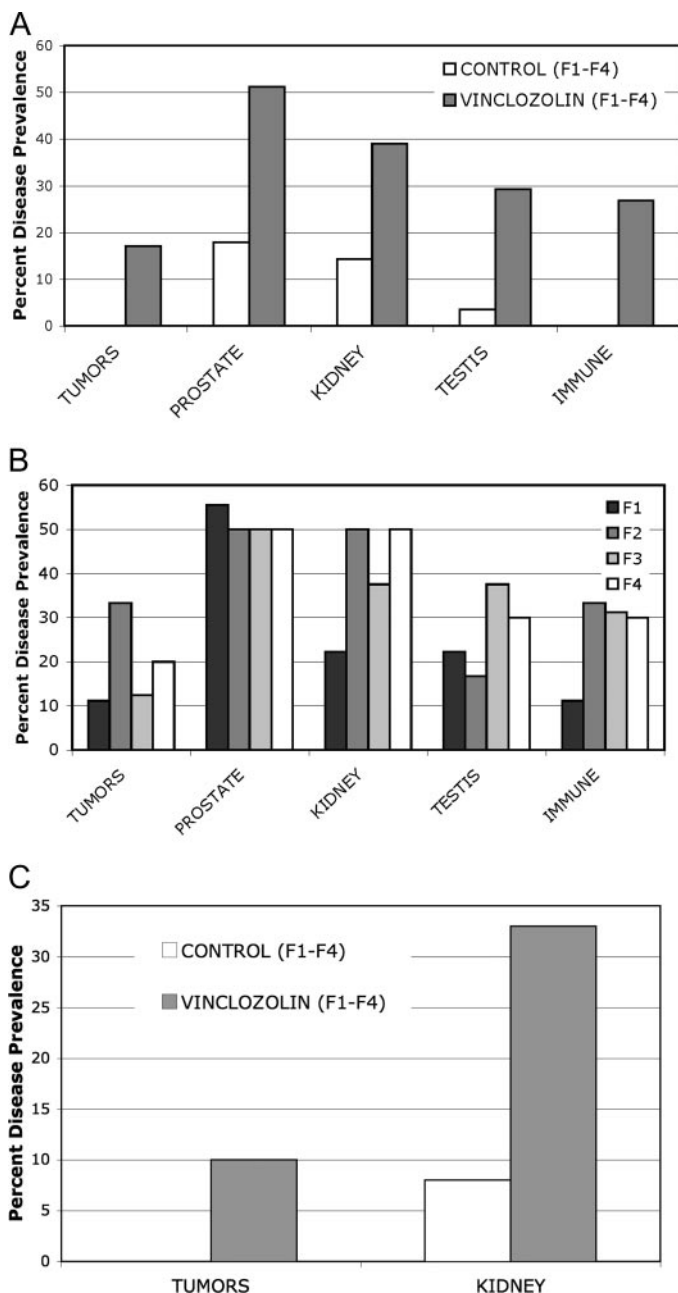 A
Percent Disease Prevalence
60
50
40
30
20
10
0
CONTROL (F1-F4)
VINCLOZOLIN (F1-F4)
TUMORS
PROSTATE
KIDNEY
TESTIS
IMMUNE
B
Percent Disease Prevalence
60
50
40
30
20
10
0
F1
F2
F3
F4
TUMORS
PROSTATE
KIDNEY
TESTIS
IMMUNE
C
Percent Disease Prevalence
35
30
25
20
15
10
5
0
CONTROL (F1-F4)
VINCLOZOLIN (F1-F4)
TUMORS
KIDNEY